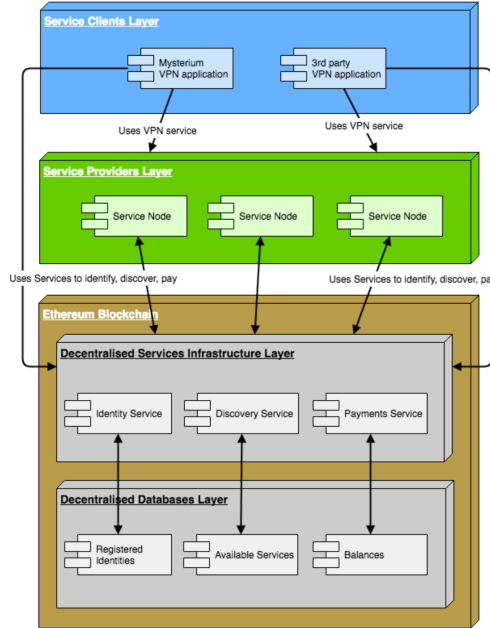 Service Clients Layer
Mysterium
VPN application
3rd party
VPN application
Uses VPN service
Uses VPN service
Service Providers Layer
Service Node
Service Node
Service Node
Uses Services to identify, discover, pay
Uses Services to identify, discover, pa
Ethereum Blockchain
Decentralised Services Infrastructure Layer
Identity Service
Discovery Service
Payments Service
Decentralised Databases Layer
Registered
Identities
Available Services
Balances